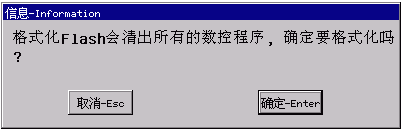 信息-Information
格式化Flash会清出所有的数控程序，确定要格式化吗
?
取消-Esc
确定-Enter